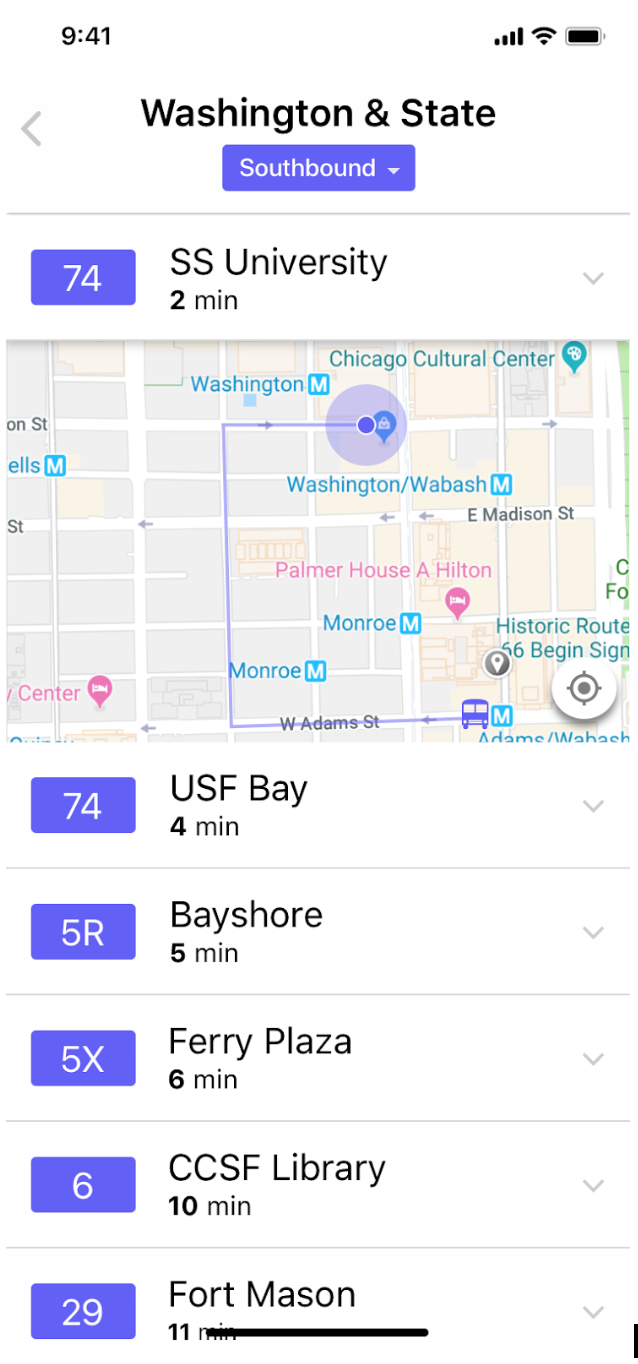 9:41
Washington & State
Southbound
74
SS University
2 min
Chicago Cultural Center
Washington M
on St
ells M
Washington/Wabash M
St
E Madison St
Palmer House A Hilton
C
Fo
Monroe M
Historic Route
66 Begin Sign
Monroe M
y Center
W Adams St
M
Quincy
Adams/Wabash
74
USF Bay
4 min
5R
Bayshore
5 min
5X
Ferry Plaza
6 min
6
CCSF Library
10 min
29
Fort Mason
11 min